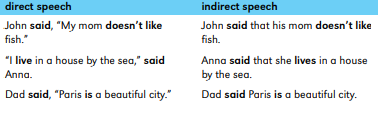 direct speech
indirect speech
John said, “My mom doesn’t like
fish.”
John said that his mom doesn’t like
fish.
“I live in a house by the sea,” said
Anna.
Anna said that she lives in a house
by the sea.
Dad said, “Paris is a beautiful city.”
Dad said Paris is a beautiful city.